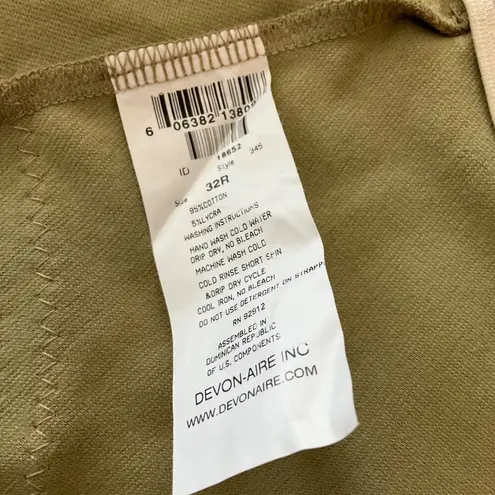 6 06382 1380
ID 18652 945
Style
Size 32R
95%COTTON
5%LYCRA
WASHING INSTRUCTIONS
HAND WASH COLD WATER
DRIP DRY, NO BLEACH
MACHINE WASH COLD
COLD RINSE SHORT SPIN
&DRIP DRY CYCLE
COOL IRON, NO BLEACH
DO NOT USE DETERGENT ON STRAPP
RN 92912
ASSEMBLED IN
DOMINICAN REPUBLIC
OF U.S. COMPONENTS
DEVON-AIRE INC
WWW.DEVONAIRE.COM